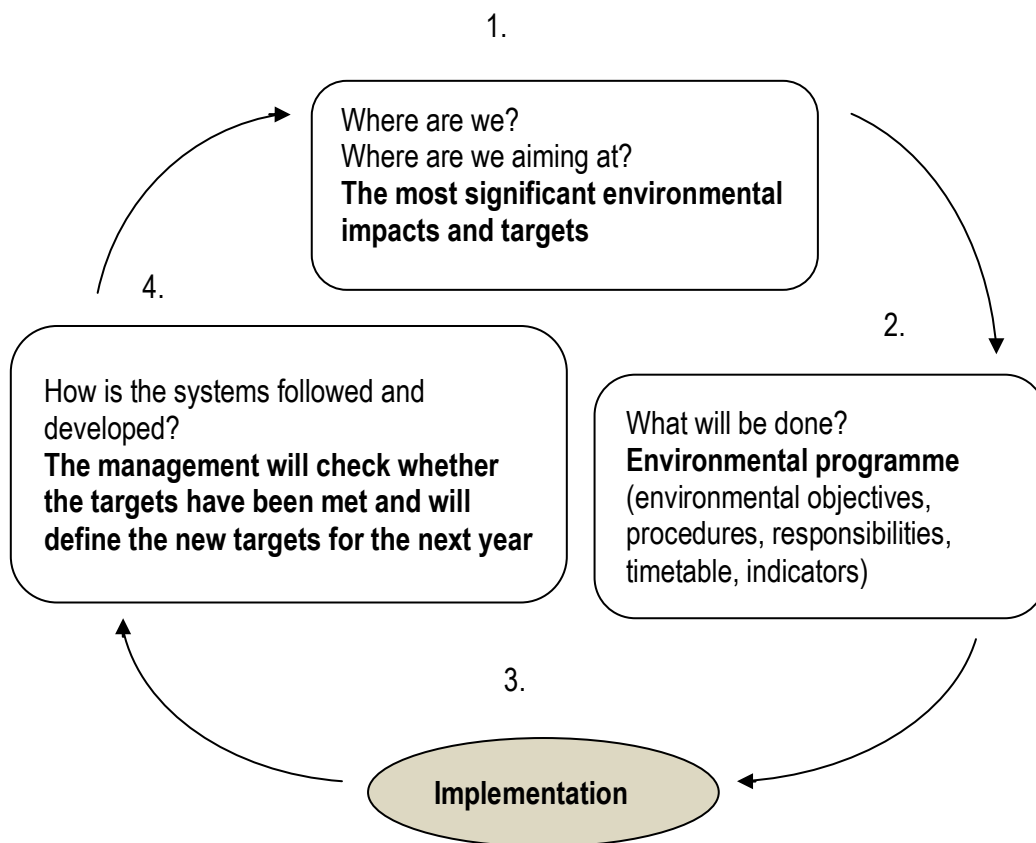 1.
Where are we?
Where are we aiming at?
The most significant environmental
impacts and targets
2.
What will be done?
Environmental programme
(environmental objectives,
procedures, responsibilities,
timetable, indicators)
3.
Implementation
4.
How is the systems followed and
developed?
The management will check whether
the targets have been met and will
define the new targets for the next year